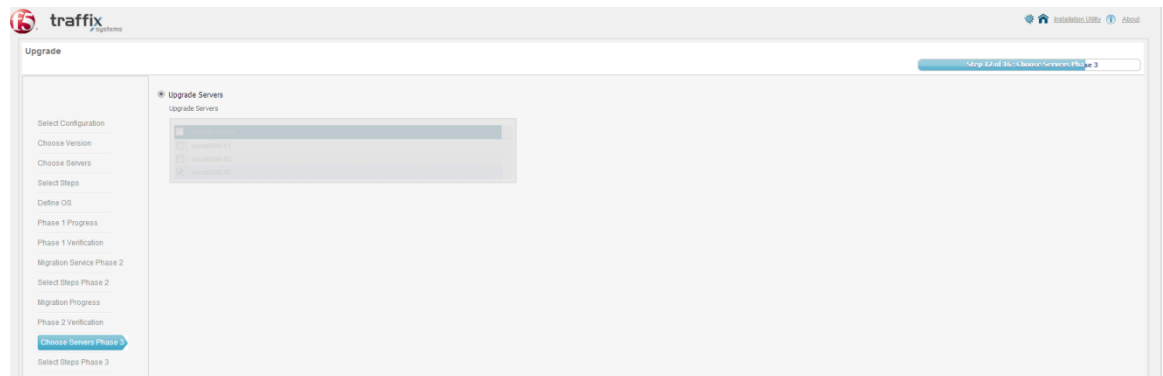 f5 traffix systems
Installation Utility About
Upgrade
Step 12 of 16 : Choose Servers Phase 3
Upgrade Servers
Upgrade Servers
Select Configuration
Choose Version
Choose Servers
Select Steps
Define OS
Phase 1 Progress
Phase 1 Verification
Migration Service Phase 2
Select Steps Phase 2
Migration Progress
Phase 2 Verification
Choose Servers Phase 3
Select Steps Phase 3